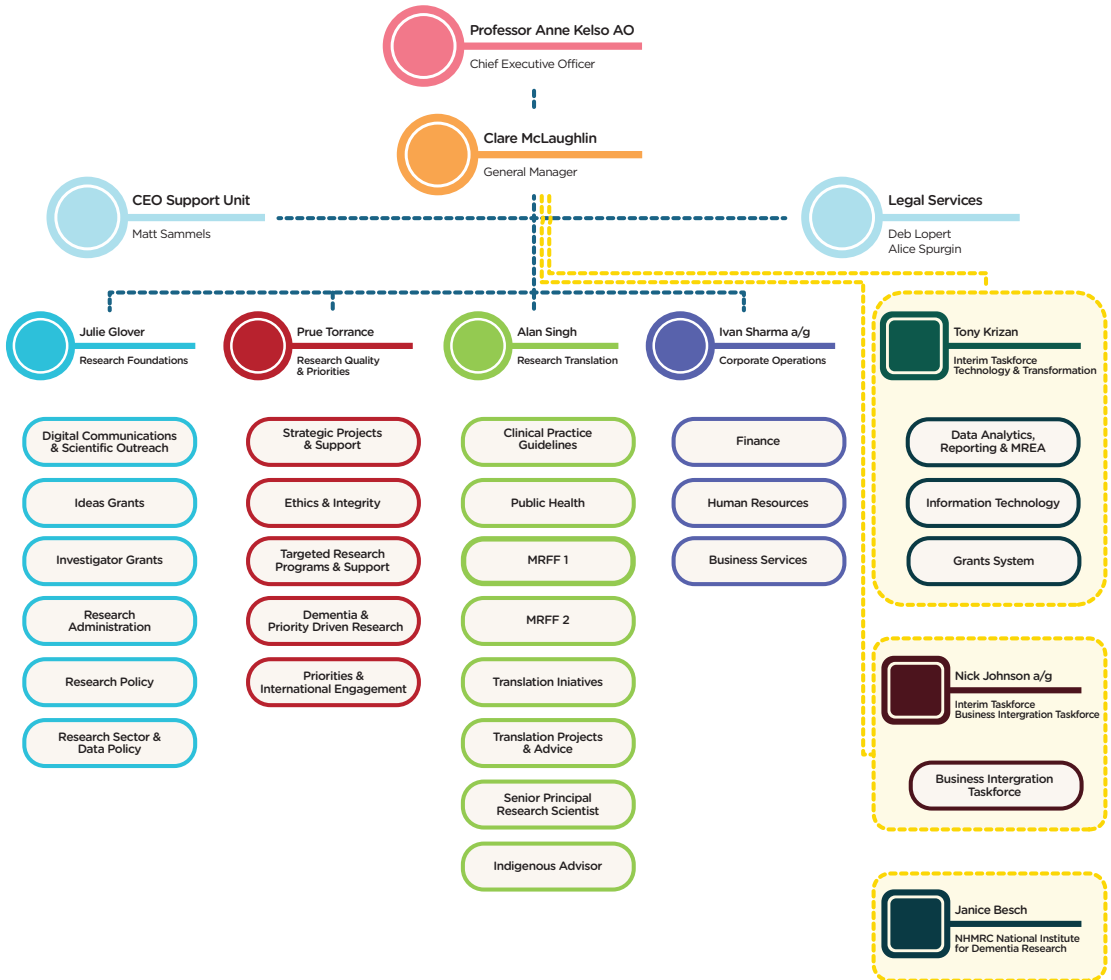 Professor Anne Kelso AO
Chief Executive Officer
Clare McLaughlin
General Manager
CEO Support Unit
Matt Sammels
Legal Services
Deb Lopert
Alice Spurgin
Julie Glover
Research Foundations
Digital Communications
& Scientific Outreach
Ideas Grants
Investigator Grants
Research
Administration
Research Policy
Research Sector &
Data Policy
Prue Torrance
Research Quality
& Priorities
Strategic Projects
& Support
Ethics & Integrity
Targeted Research
Programs & Support
Dementia &
Priority Driven Research
Priorities &
International Engagement
Alan Singh
Research Translation
Clinical Practice
Guidelines
Public Health
MRFF 1
MRFF 2
Translation Iniatives
Translation Projects
& Advice
Senior Principal
Research Scientist
Indigenous Advisor
Ivan Sharma a/g
Corporate Operations
Finance
Human Resources
Business Services
Tony Krizan
Interim Taskforce
Technology & Transformation
Data Analytics,
Reporting & MREA
Information Technology
Grants System
Nick Johnson a/g
Interim Taskforce
Business Intergration Taskforce
Business Intergration
Taskforce
Janice Besch
NHMRC National Institute
for Dementia Research